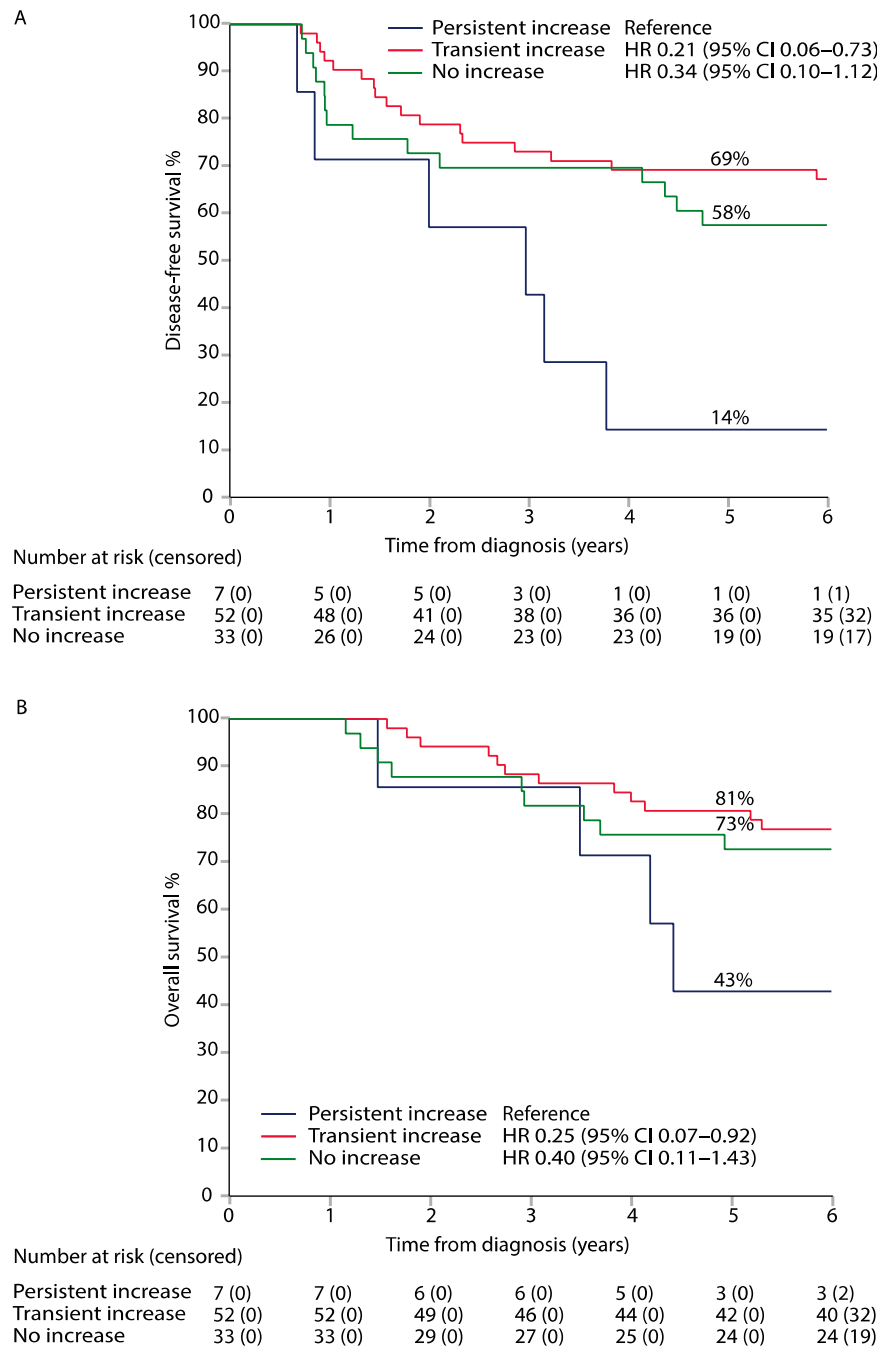 A
Persistent increase Reference
Transient increase HR 0.21 (95% CI 0.06–0.73)
No increase HR 0.34 (95% CI 0.10–1.12)
100
90
80
70
60
50
40
30
20
10
0
Disease-free survival %
69%
58%
14%
0 1 2 3 4 5 6
Time from diagnosis (years)
Number at risk (censored)
Persistent increase 7 (0) 5 (0) 5 (0) 3 (0) 1 (0) 1 (0) 1 (1)
Transient increase 52 (0) 48 (0) 41 (0) 38 (0) 36 (0) 36 (0) 35 (32)
No increase 33 (0) 26 (0) 24 (0) 23 (0) 23 (0) 19 (0) 19 (17)
B
100
90
80
70
60
50
40
30
20
10
0
Overall survival %
81%
73%
43%
Persistent increase Reference
Transient increase HR 0.25 (95% CI 0.07–0.92)
No increase HR 0.40 (95% CI 0.11–1.43)
0 1 2 3 4 5 6
Time from diagnosis (years)
Number at risk (censored)
Persistent increase 7 (0) 7 (0) 6 (0) 6 (0) 5 (0) 3 (0) 3 (2)
Transient increase 52 (0) 52 (0) 49 (0) 46 (0) 44 (0) 42 (0) 40 (32)
No increase 33 (0) 33 (0) 29 (0) 27 (0) 25 (0) 24 (0) 24 (19)